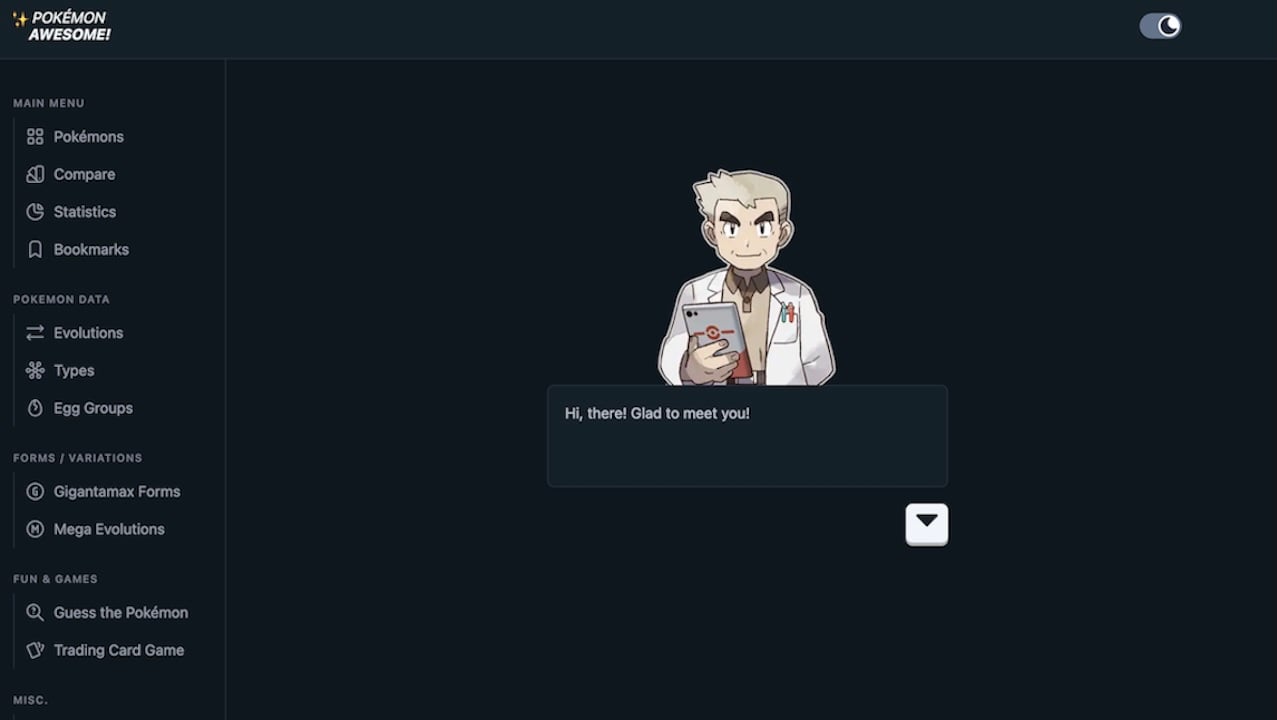 POKÉMON
AWESOME!
MAIN MENU
Pokémons
Compare
Statistics
Bookmarks
POKEMON DATA
Evolutions
Types
Egg Groups
FORMS / VARIATIONS
G Gigantamax Forms
M Mega Evolutions
FUN & GAMES
? Guess the Pokémon
Trading Card Game
MISC.
Hi, there! Glad to meet you!